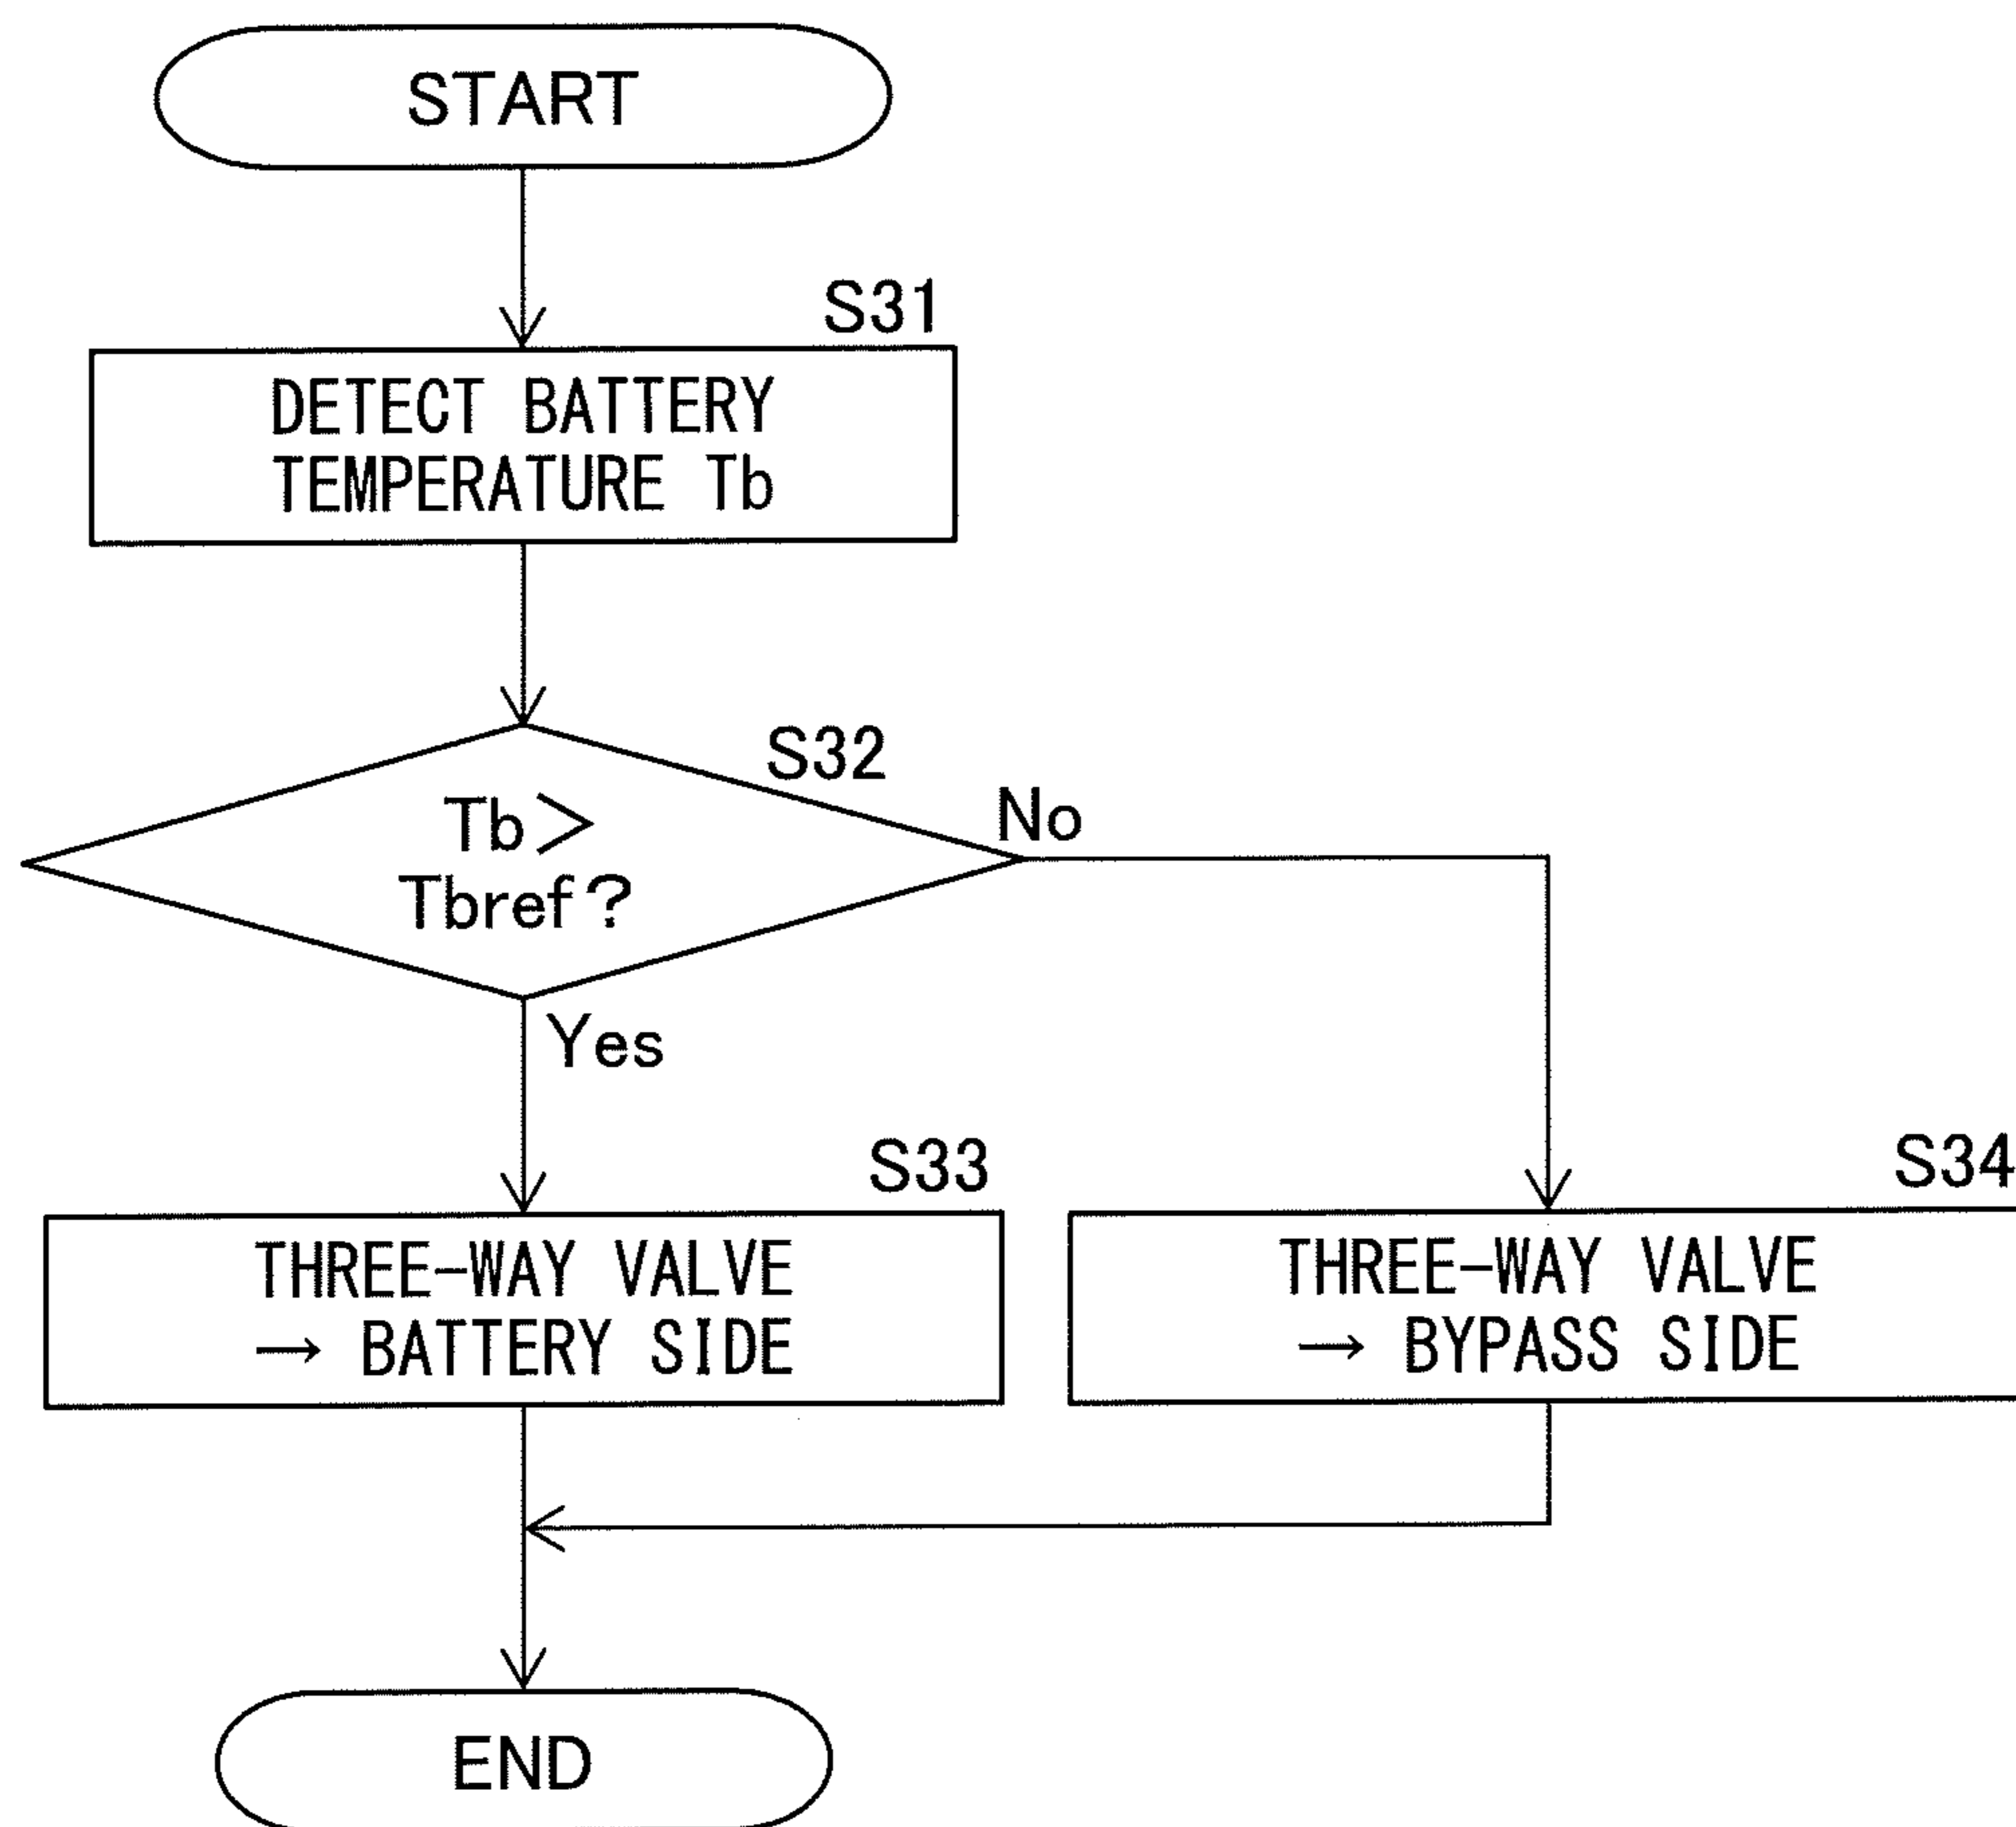 START
S31
DETECT BATTERY
TEMPERATURE Tb
S32
Tb>
Tbref?
No
Yes
S33
THREE-WAY VALVE
→ BATTERY SIDE
S34
THREE-WAY VALVE
→ BYPASS SIDE
END